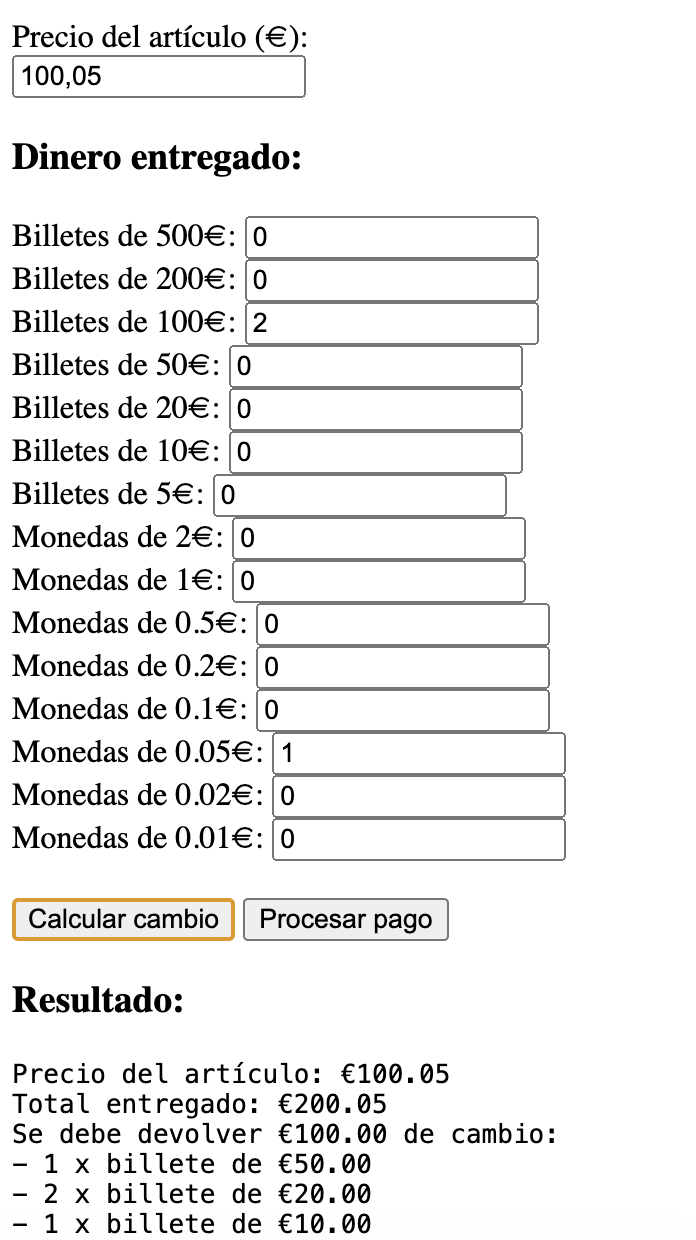 Precio del artículo (€):
100,05
Dinero entregado:
Billetes de 500€: 0
Billetes de 200€: 0
Billetes de 100€: 2
Billetes de 50€: 0
Billetes de 20€: 0
Billetes de 10€: 0
Billetes de 5€: 0
Monedas de 2€: 0
Monedas de 1€: 0
Monedas de 0.5€: 0
Monedas de 0.2€: 0
Monedas de 0.1€: 0
Monedas de 0.05€: 1
Monedas de 0.02€: 0
Monedas de 0.01€: 0
Calcular cambio Procesar pago
Resultado:
Precio del artículo: €100.05
Total entregado: €200.05
Se debe devolver €100.00 de cambio:
- 1 x billete de €50.00
- 2 x billete de €20.00
- 1 x billete de €10.00